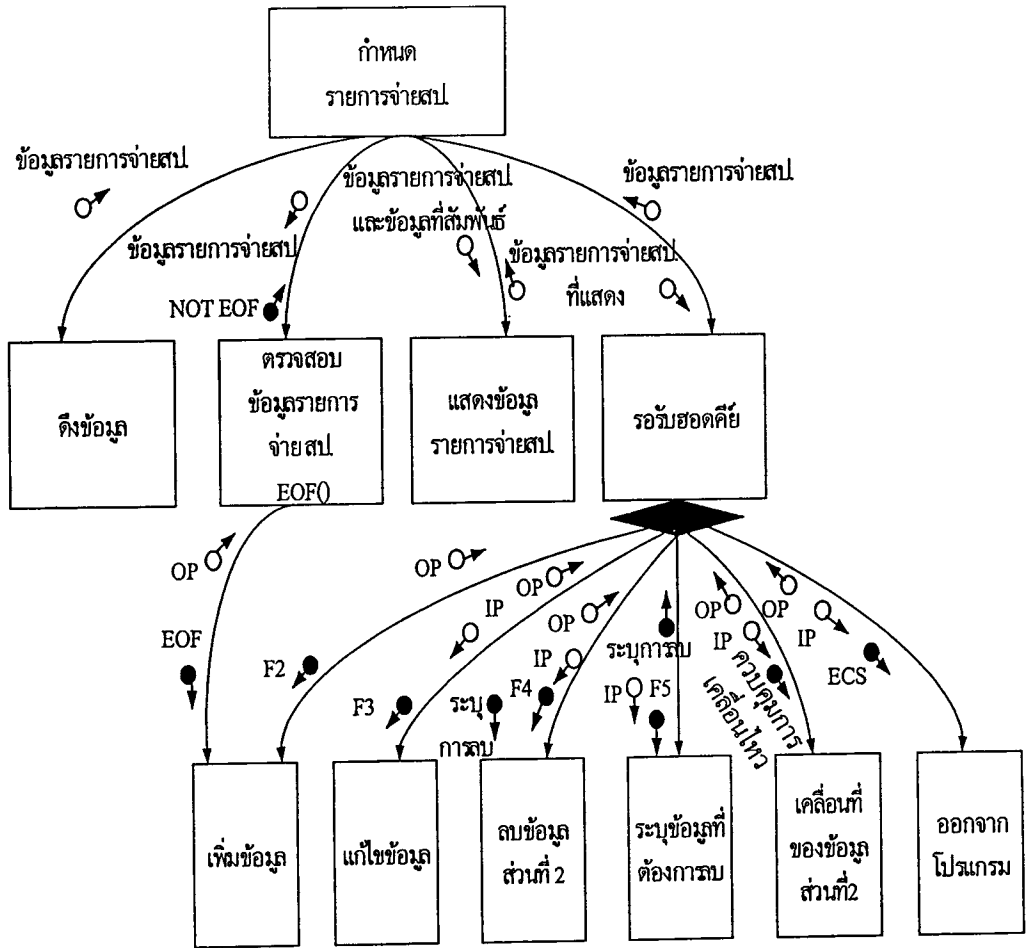 กำหนด
รายการจ่ายสป.
ข้อมูลรายการจ่ายสป.
ข้อมูลรายการจ่ายสป.
และข้อมูลที่สัมพันธ์
ข้อมูลรายการจ่ายสป.
ข้อมูลรายการจ่ายสป.
ข้อมูลรายการจ่ายสป.
ที่แสดง
NOT EOF
ดึงข้อมูล
ตรวจสอบ
ข้อมูลรายการ
จ่าย สป.
EOF()
แสดงข้อมูล
รายการจ่ายสป.
รอรับฮอดคีย์
OP
EOF
OP
F2
IP
OP
F3
OP
IP
F4
ระบุ
การลบ
ระบุการลบ
IP
F5
OP
IP
ควบคุมการ
เคลื่อนไหว
OP
IP
ECS
เพิ่มข้อมูล
แก้ไขข้อมูล
ลบข้อมูล
ส่วนที่ 2
ระบุข้อมูลที่
ต้องการลบ
เคลื่อนที่
ของข้อมูล
ส่วนที่2
ออกจาก
โปรแกรม